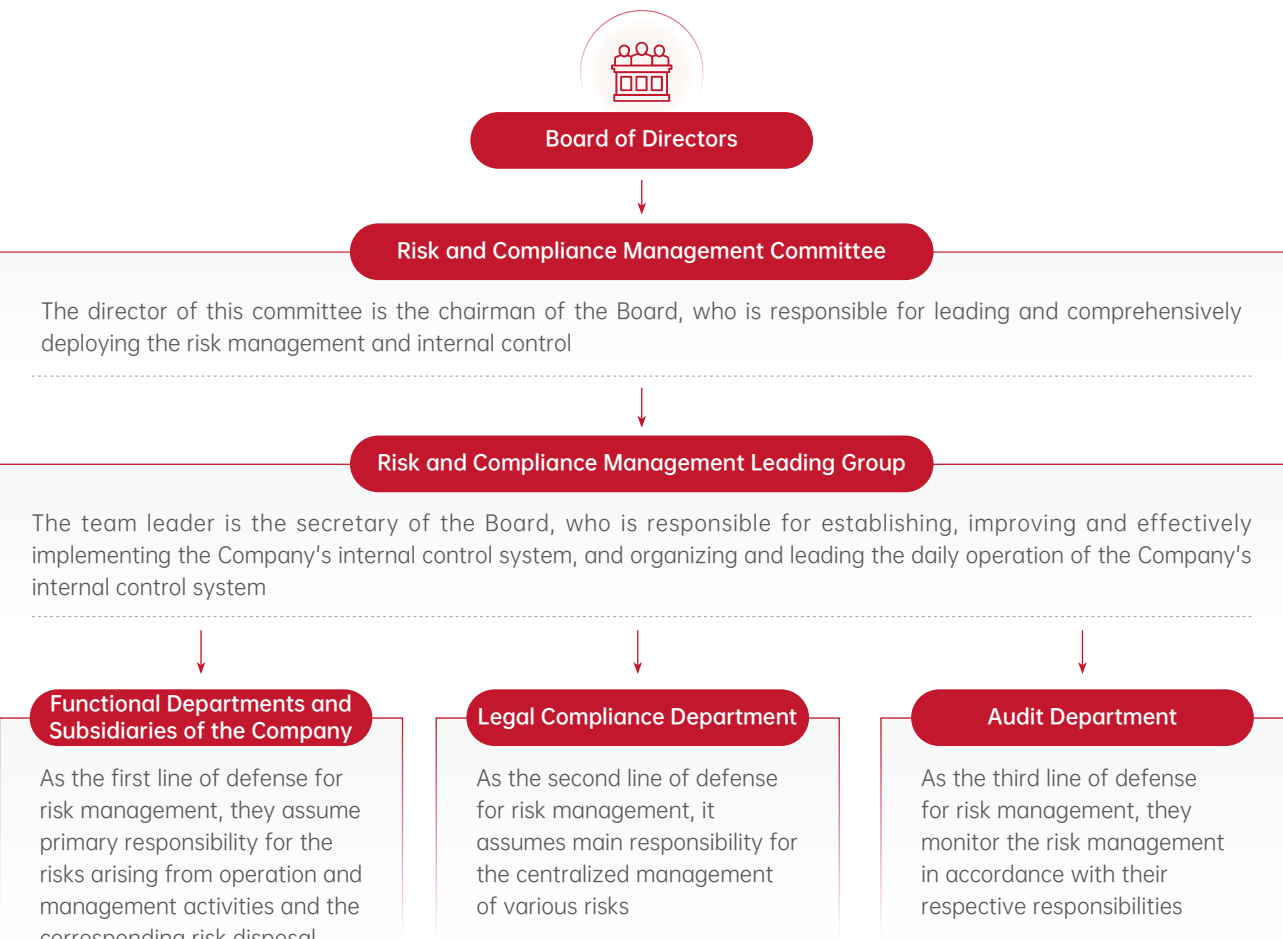 Board of Directors
Risk and Compliance Management Committee
The director of this committee is the chairman of the Board, who is responsible for leading and comprehensively
deploying the risk management and internal control
Risk and Compliance Management Leading Group
The team leader is the secretary of the Board, who is responsible for establishing, improving and effectively
implementing the Company's internal control system, and organizing and leading the daily operation of the Company's
internal control system
Functional Departments and
Subsidiaries of the Company
As the first line of defense for
risk management, they assume
primary responsibility for the
risks arising from operation and
management activities and the
corresponding risk disposal
Legal Compliance Department
As the second line of defense
for risk management, it
assumes main responsibility for
the centralized management
of various risks
Audit Department
As the third line of defense
for risk management, they
monitor the risk management
in accordance with their
respective responsibilities